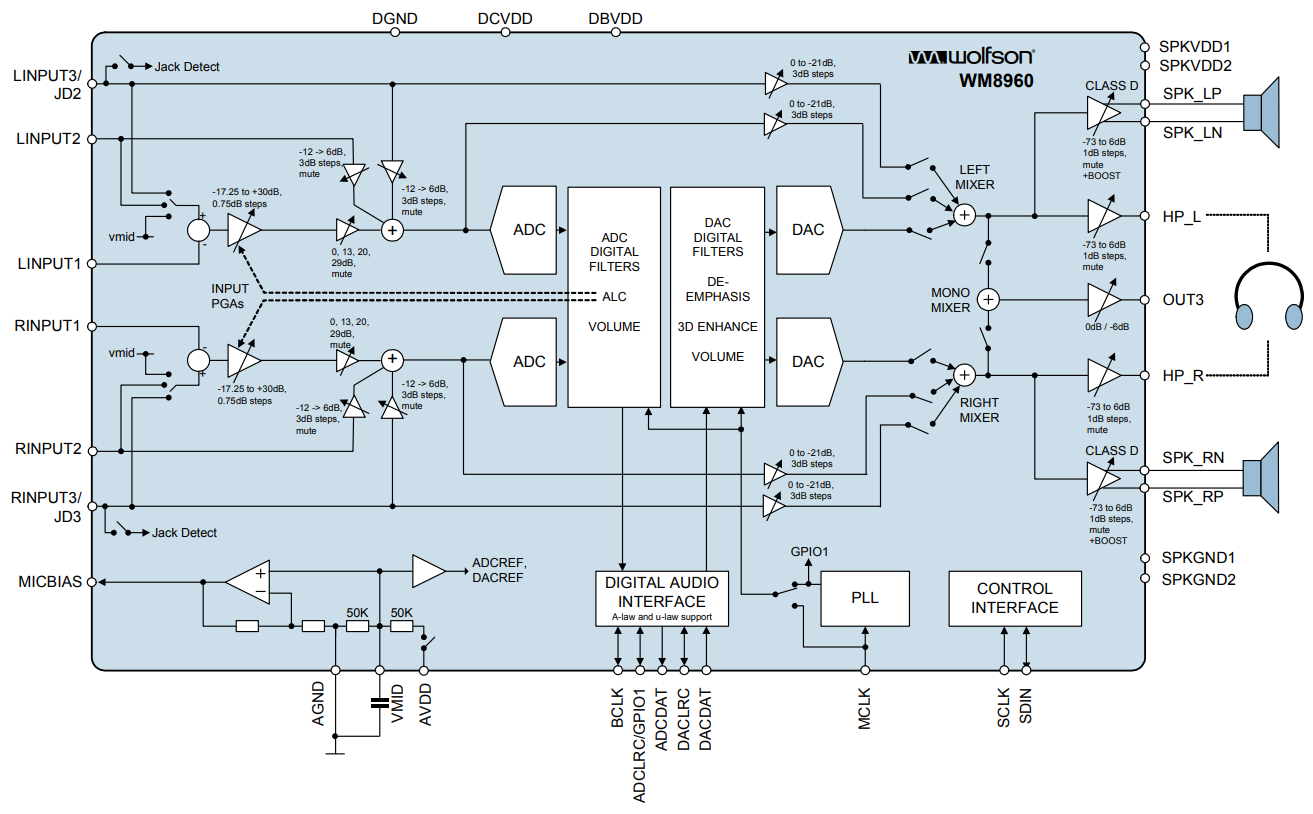 DGND
DCVDD
DBVDD
wolfson
WM8960
SPKVDD1
SPKVDD2
LINPUT3/
JD2
Jack Detect
0 to -21dB,
3dB steps
CLASS D
SPK_LP
SPK_LN
LINPUT2
0 to -21dB,
3dB steps
-12 -> 6dB,
3dB steps,
mute
-73 to 6dB
1dB steps,
mute
+BOOST
LEFT
MIXER
-17.25 to +30dB,
0.75dB steps
-12 -> 6dB,
3dB steps,
mute
vmid
+
-
+
ADC
ADC
DIGITAL
FILTERS
ALC
VOLUME
DAC
DIGITAL
FILTERS
DE-
EMPHASIS
3D ENHANCE
VOLUME
DAC
+
HP_L
-73 to 6dB
1dB steps,
mute
LINPUT1
0, 13, 20,
29dB,
mute
INPUT
PGAs
MONO
MIXER
+
OUT3
0dB / -6dB
RINPUT1
0, 13, 20,
29dB,
mute
vmid
-
+
+
ADC
DAC
+
HP_R
-17.25 to +30dB,
0.75dB steps
-12 -> 6dB,
3dB steps,
mute
-12 -> 6dB,
3dB steps,
mute
RIGHT
MIXER
-73 to 6dB
1dB steps,
mute
RINPUT2
CLASS D
SPK_RN
SPK_RP
0 to -21dB,
3dB steps
0 to -21dB,
3dB steps
-73 to 6dB
1dB steps,
mute
+BOOST
RINPUT3/
JD3
Jack Detect
SPKGND1
SPKGND2
MICBIAS
+
−
ADCREF,
DACREF
50K
50K
DIGITAL AUDIO
INTERFACE
A-law and u-law support
GPIO1
PLL
CONTROL
INTERFACE
AGND
VMID
AVDD
BCLK
ADCLRC/GPIO1
ADCDAT
DACLRC
DACDAT
MCLK
SCLK
SDIN